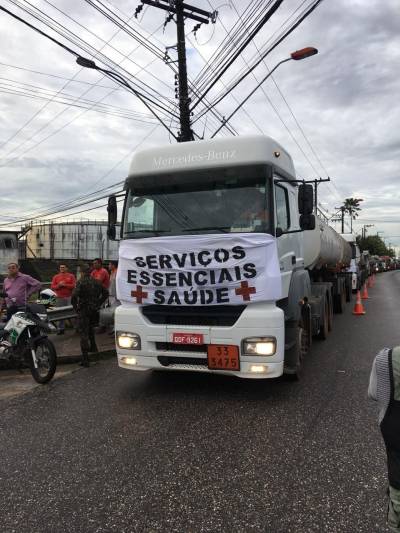 Mercedes-Benz
SERVIÇOS
ESSENCIAIS
SAÚDE
33
3475